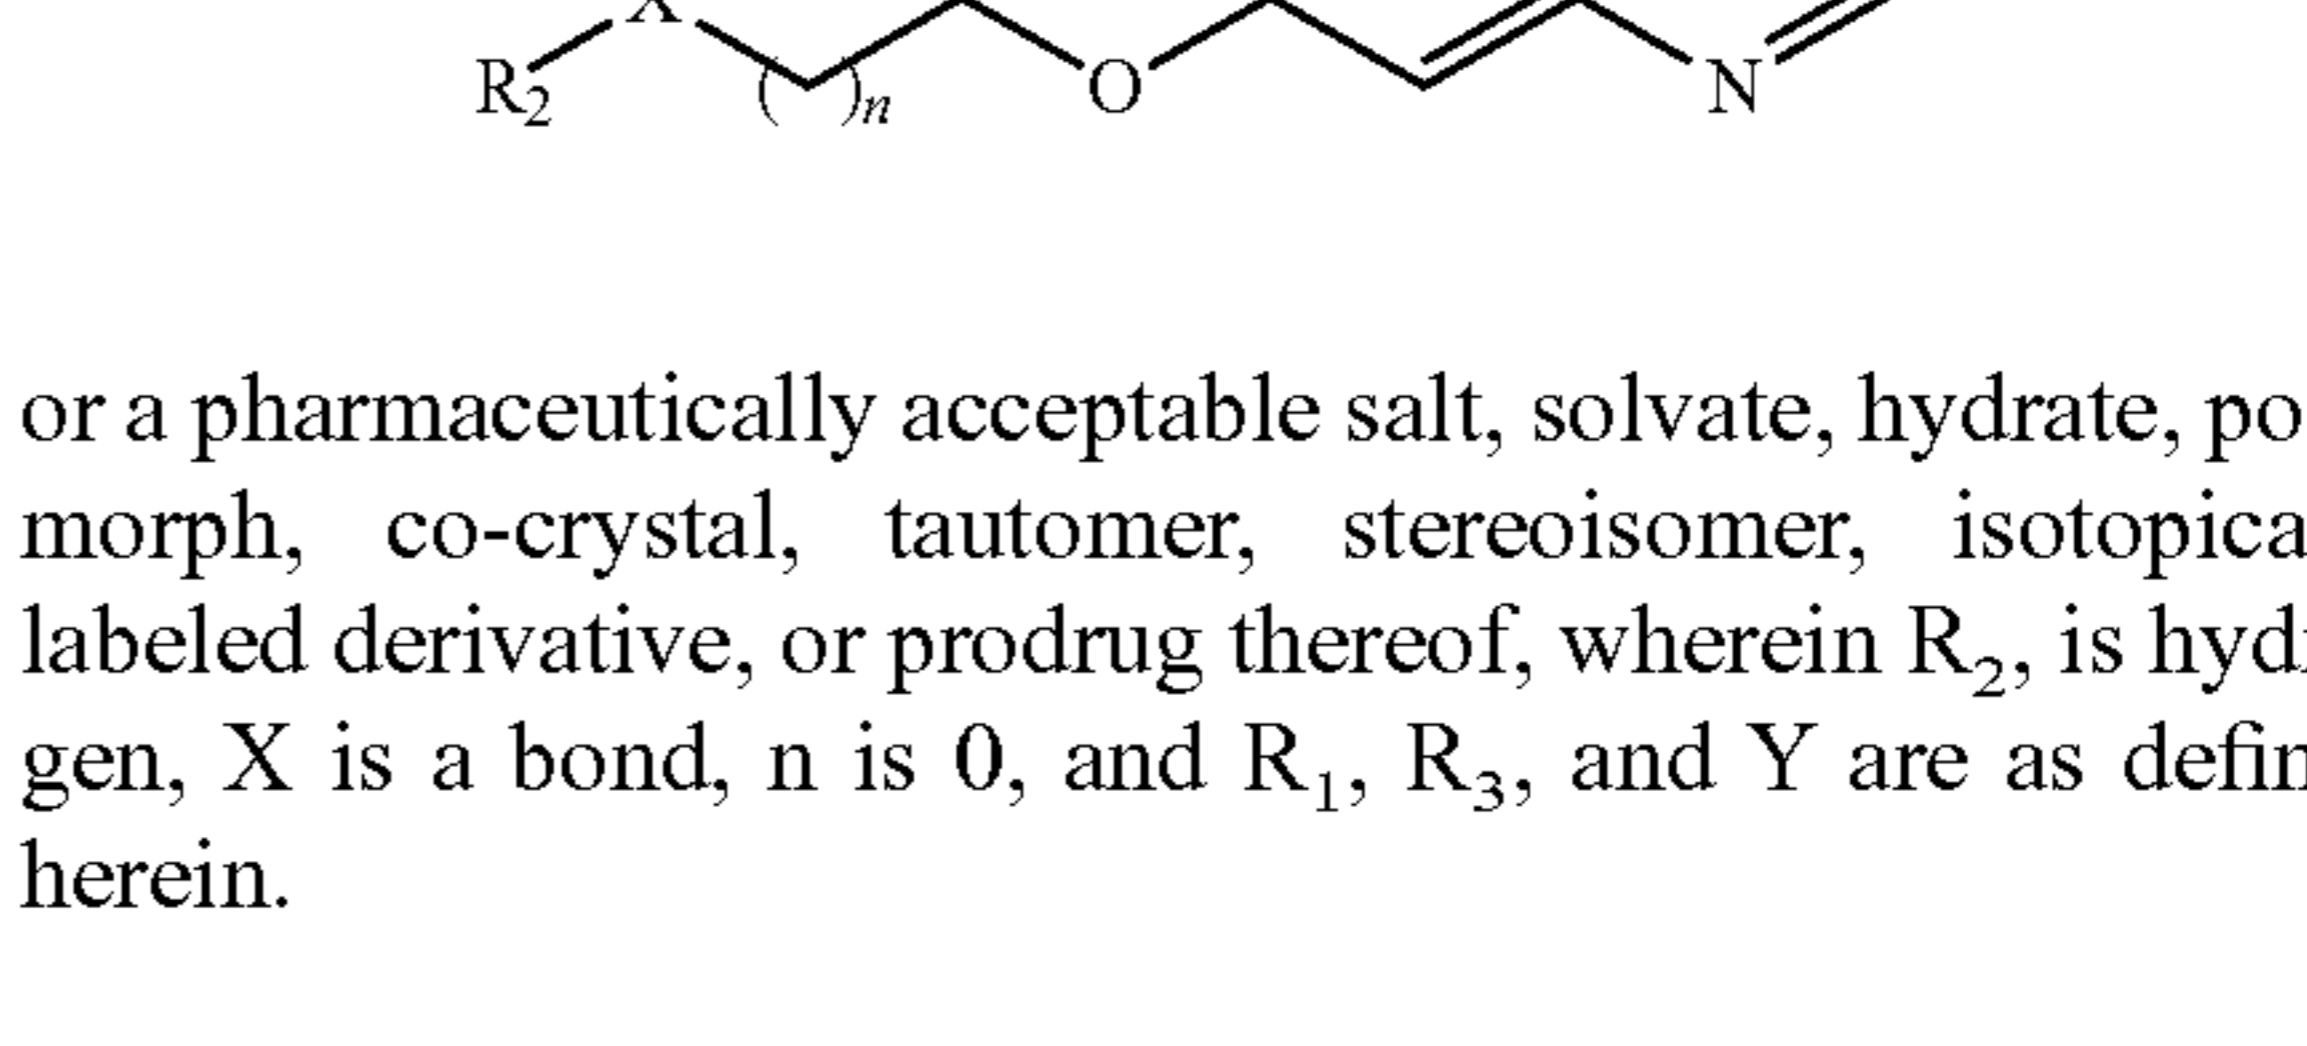 X
R2 ( )n O N
or a pharmaceutically acceptable salt, solvate, hydrate, po
morph, co-crystal, tautomer, stereoisomer, isotopica
labeled derivative, or prodrug thereof, wherein R2, is hyd
gen, X is a bond, n is 0, and R1, R3, and Y are as defin
herein.